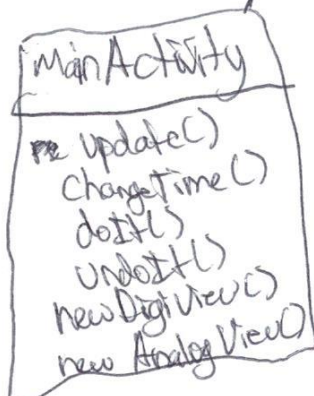 MainActivity
update()
changeTime()
doIt()
undoIt()
newDigiView()
new AnalogView()